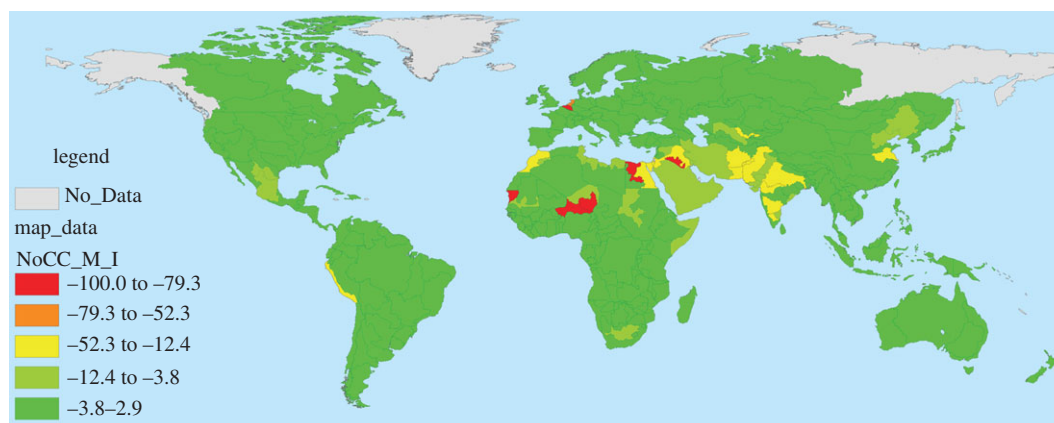 legend
No_Data
map_data
NoCC_M_I
–100.0 to –79.3
–79.3 to –52.3
–52.3 to –12.4
–12.4 to –3.8
–3.8–2.9